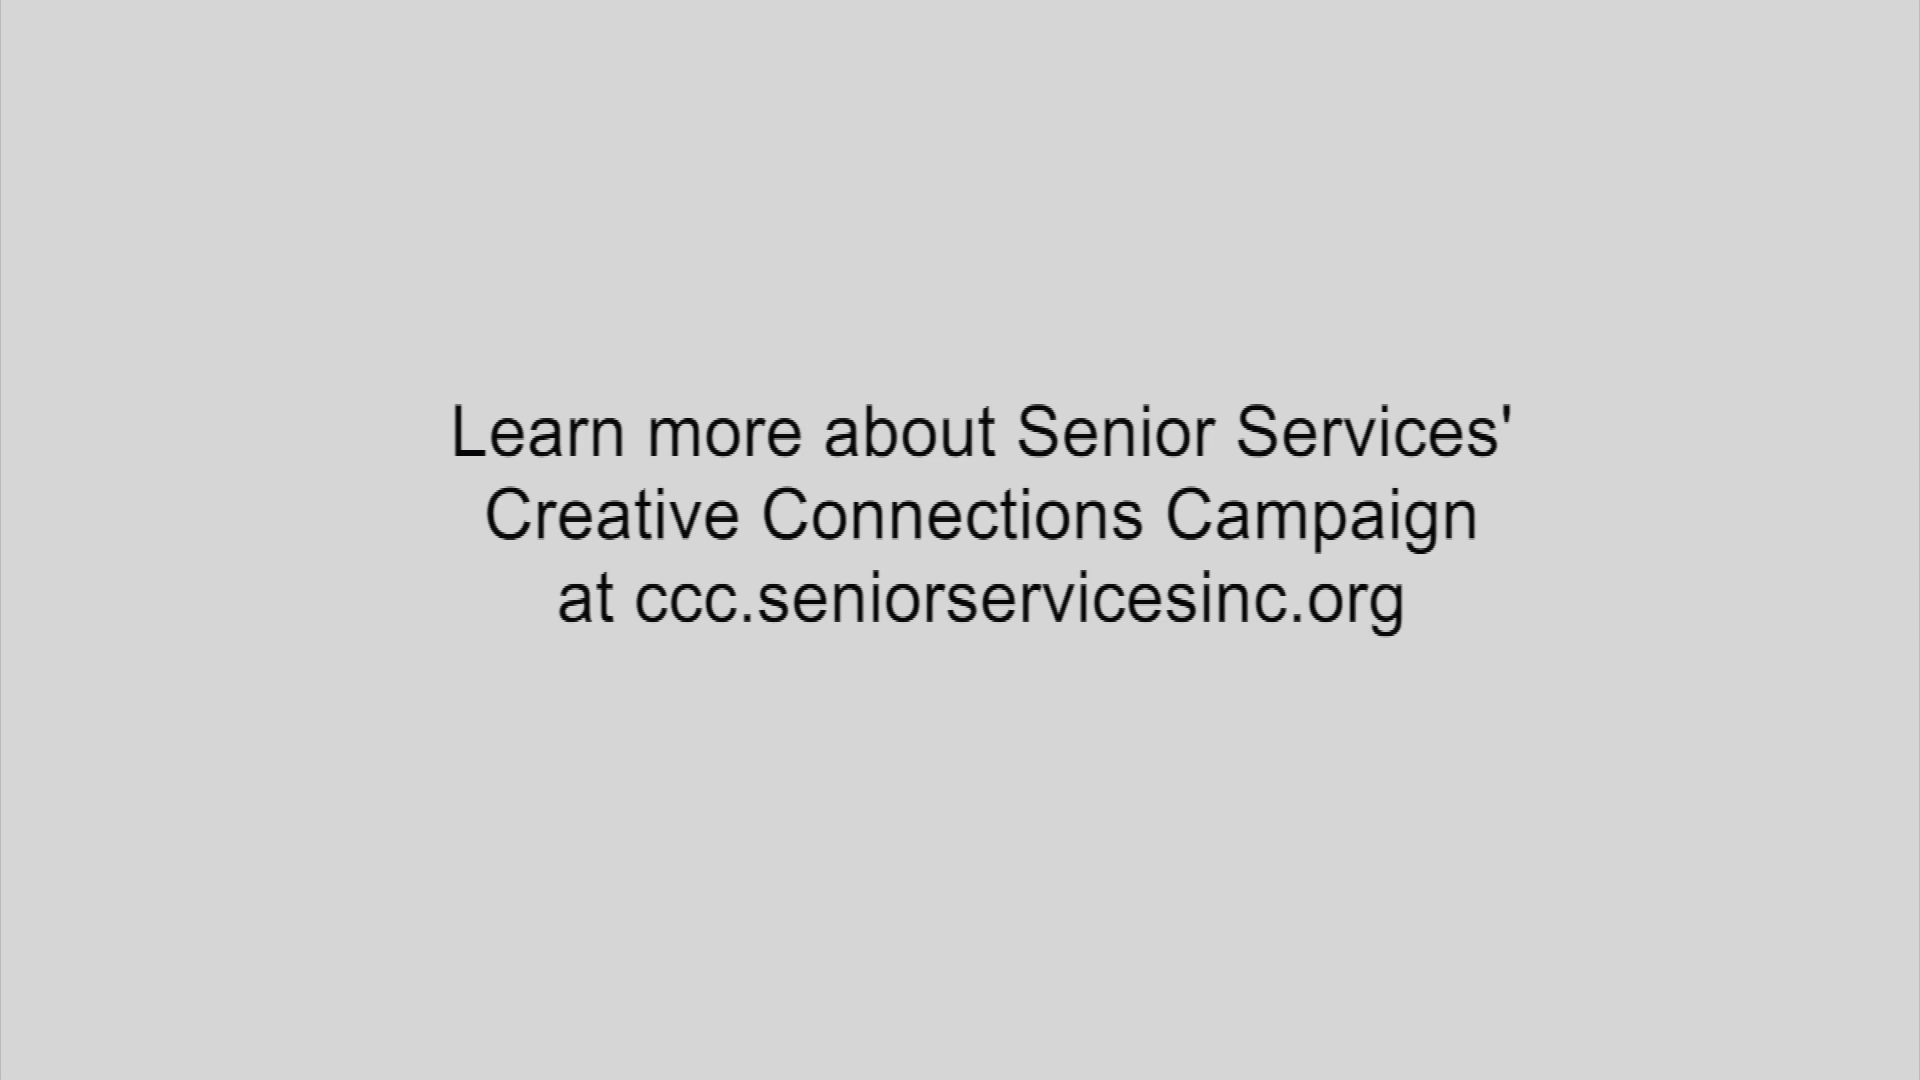 Learn more about Senior Services'
Creative Connections Campaign
at ccc.seniorservicesinc.org